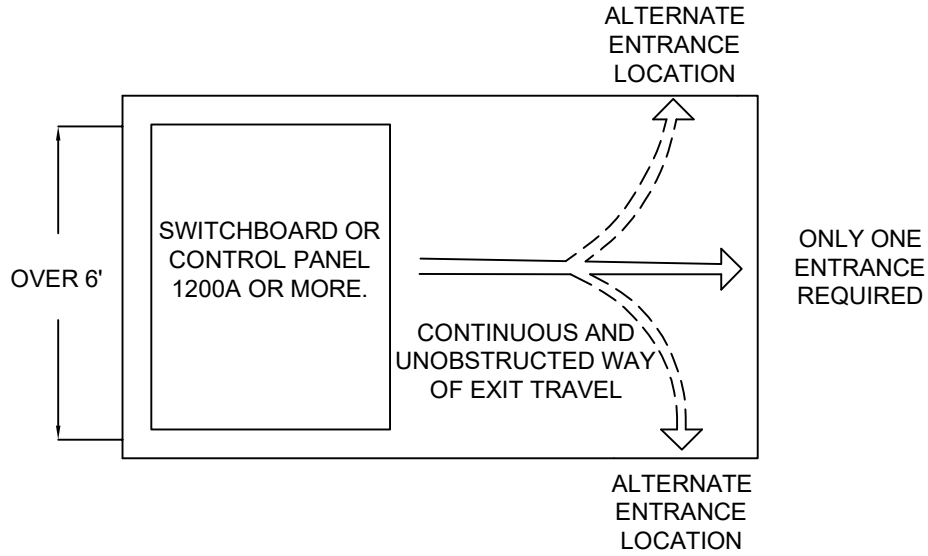 ALTERNATE
ENTRANCE
LOCATION
OVER 6'
SWITCHBOARD OR
CONTROL PANEL
1200A OR MORE.
CONTINUOUS AND
UNOBSTRUCTED WAY
OF EXIT TRAVEL
ONLY ONE
ENTRANCE
REQUIRED
ALTERNATE
ENTRANCE
LOCATION